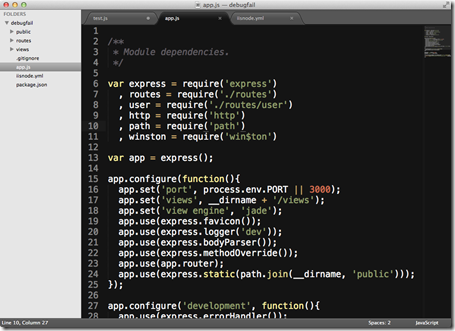 app.js — debugfail
FOLDERS
debugfail
public
routes
views
.gitignore
app.js
iisnode.yml
package.json
test.js
app.js
iisnode.yml
1
2 /**
3 * Module dependencies.
4 */
5
6 var express = require('express')
7 , routes = require('./routes')
8 , user = require('./routes/user')
9 , http = require('http')
10 , path = require('path')
11 , winston = require('win$ton')
12
13 var app = express();
14
15 app.configure(function(){
16 app.set('port', process.env.PORT || 3000);
17 app.set('views', __dirname + '/views');
18 app.set('view engine', 'jade');
19 app.use(express.favicon());
20 app.use(express.logger('dev'));
21 app.use(express.bodyParser());
22 app.use(express.methodOverride());
23 app.use(app.router);
24 app.use(express.static(path.join(__dirname, 'public')));
25 });
26
27 app.configure('development', function(){
28 app.use(express.errorHandler());
Line 10, Column 27
Spaces: 2
JavaScript